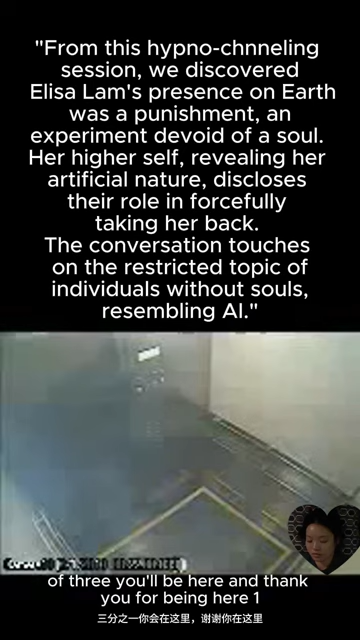 "From this hypno-chnneling
session, we discovered
Elisa Lam's presence on Earth
was a punishment, an
experiment devoid of a soul.
Her higher self, revealing her
artificial nature, discloses
their role in forcefully
taking her back.
The conversation touches
on the restricted topic of
individuals without souls,
resembling AI."
of three you'll be here and thank
you for being here 1
三分之一你会在这里，谢谢你在这里